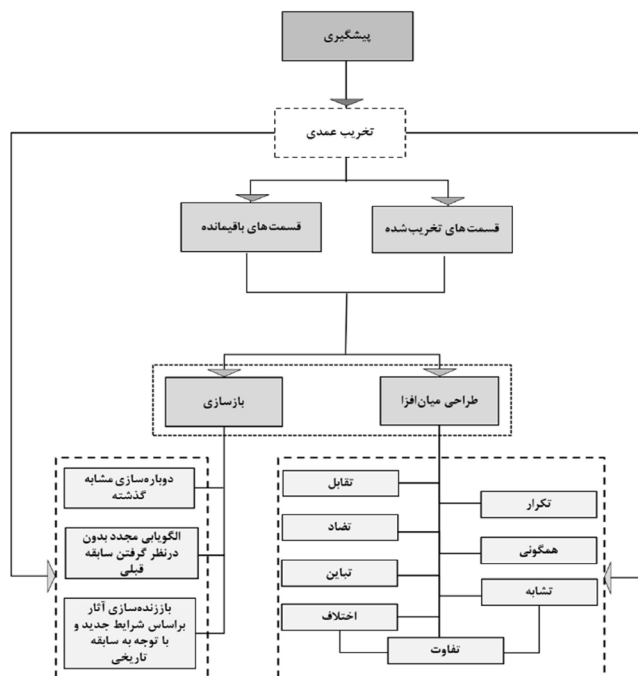 پیشگیری
تخریب عمدی
قسمت‌های تخریب‌شده
قسمت‌های باقیمانده
طراحی میان‌افزا
بازسازی
تکرار
همگونی
تشابه
تقابل
تضاد
تباین
اختلاف
تفاوت
دوباره‌سازی مشابه
گذشته
الگویابی مجدد بدون
درنظر گرفتن سابقه
قبلی
باززنده‌سازی آثار
براساس شرایط جدید و
با توجه به سابقه
تاریخی